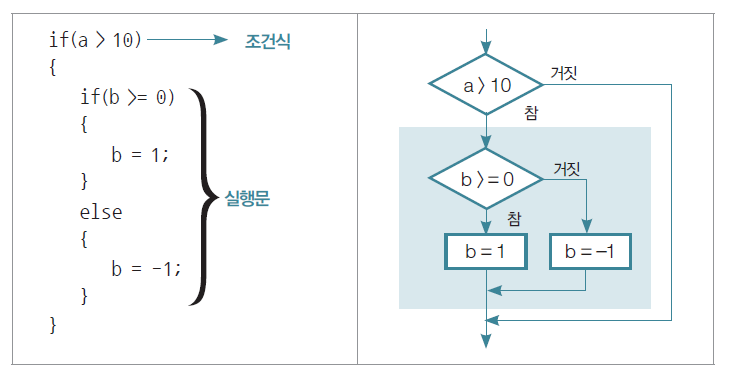 if(a > 10)
조건식
{
if(b >= 0)
{
b = 1;
}
실행문
else
{
b = -1;
}
}
a > 10
거짓
참
b >= 0
거짓
참
b = 1
b = -1